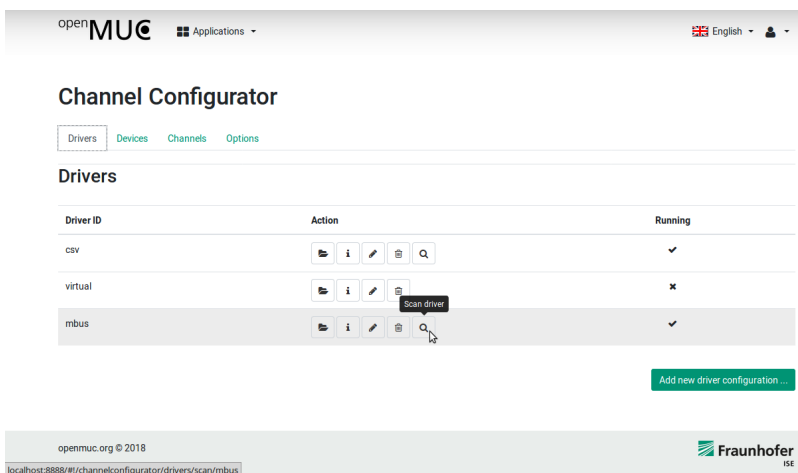 openMUC Applications English
Channel Configurator
Drivers Devices Channels Options
Drivers
Driver ID Action Running
csv
virtual
Scan driver
mbus
Add new driver configuration ...
openmuc.org © 2018 Fraunhofer
ISE
localhost:8888/#!/channelconfigurator/drivers/scan/mbus